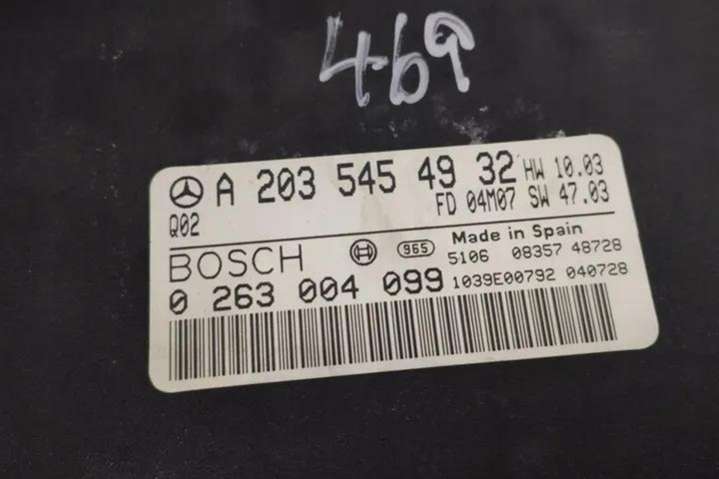 469
A 203 545 49 32 HW 10.03
Q02 FD 04M07 SW 47.03
BOSCH 965 Made in Spain
5106 08357 48728
0 263 004 099 1039E00792 040728